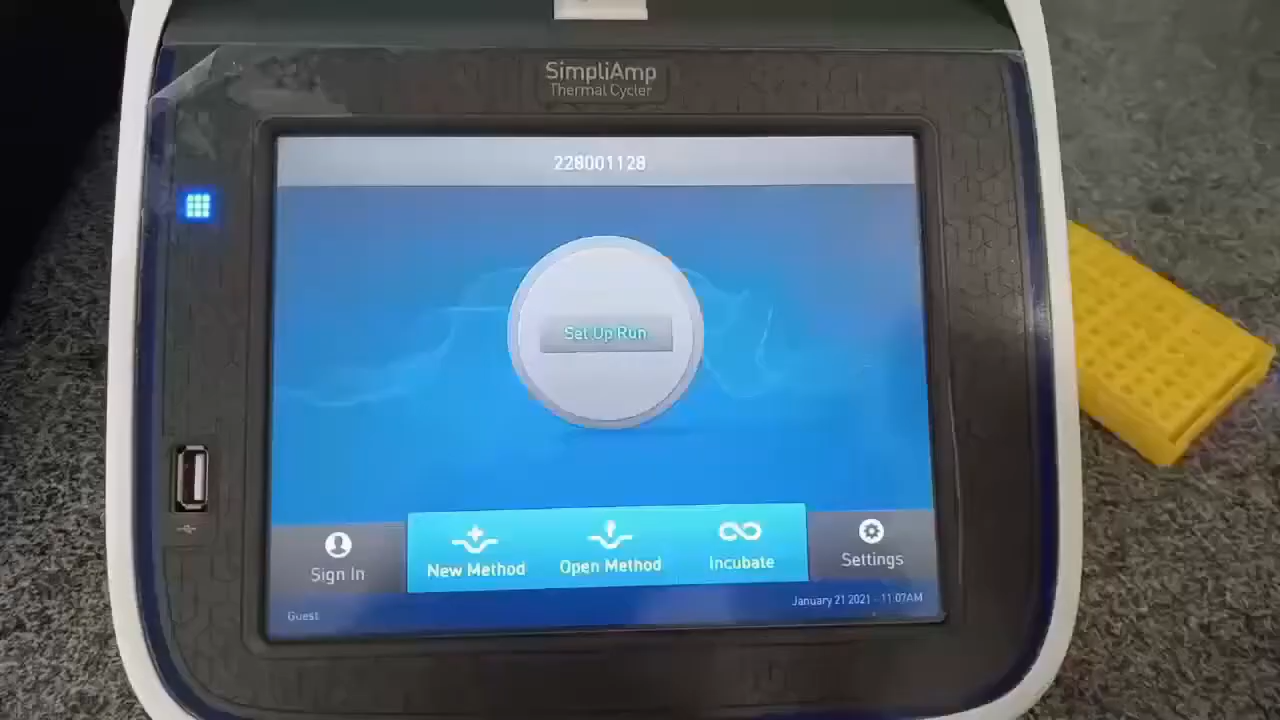 SimpliAmp
Thermal Cycler
228001128
Set Up Run
Sign In
New Method
Open Method
Incubate
Settings
Guest
January 21 2021 - 11:07AM